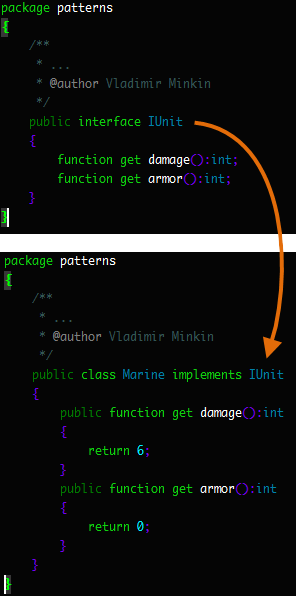 package patterns
{
/**
* ...
* @author Vladimir Minkin
*/
public interface IUnit
{
function get damage():int;
function get armor():int;
}
}
package patterns
{
/**
* ...
* @author Vladimir Minkin
*/
public class Marine implements IUnit
{
public function get damage():int
{
return 6;
}
public function get armor():int
{
return 0;
}
}
}